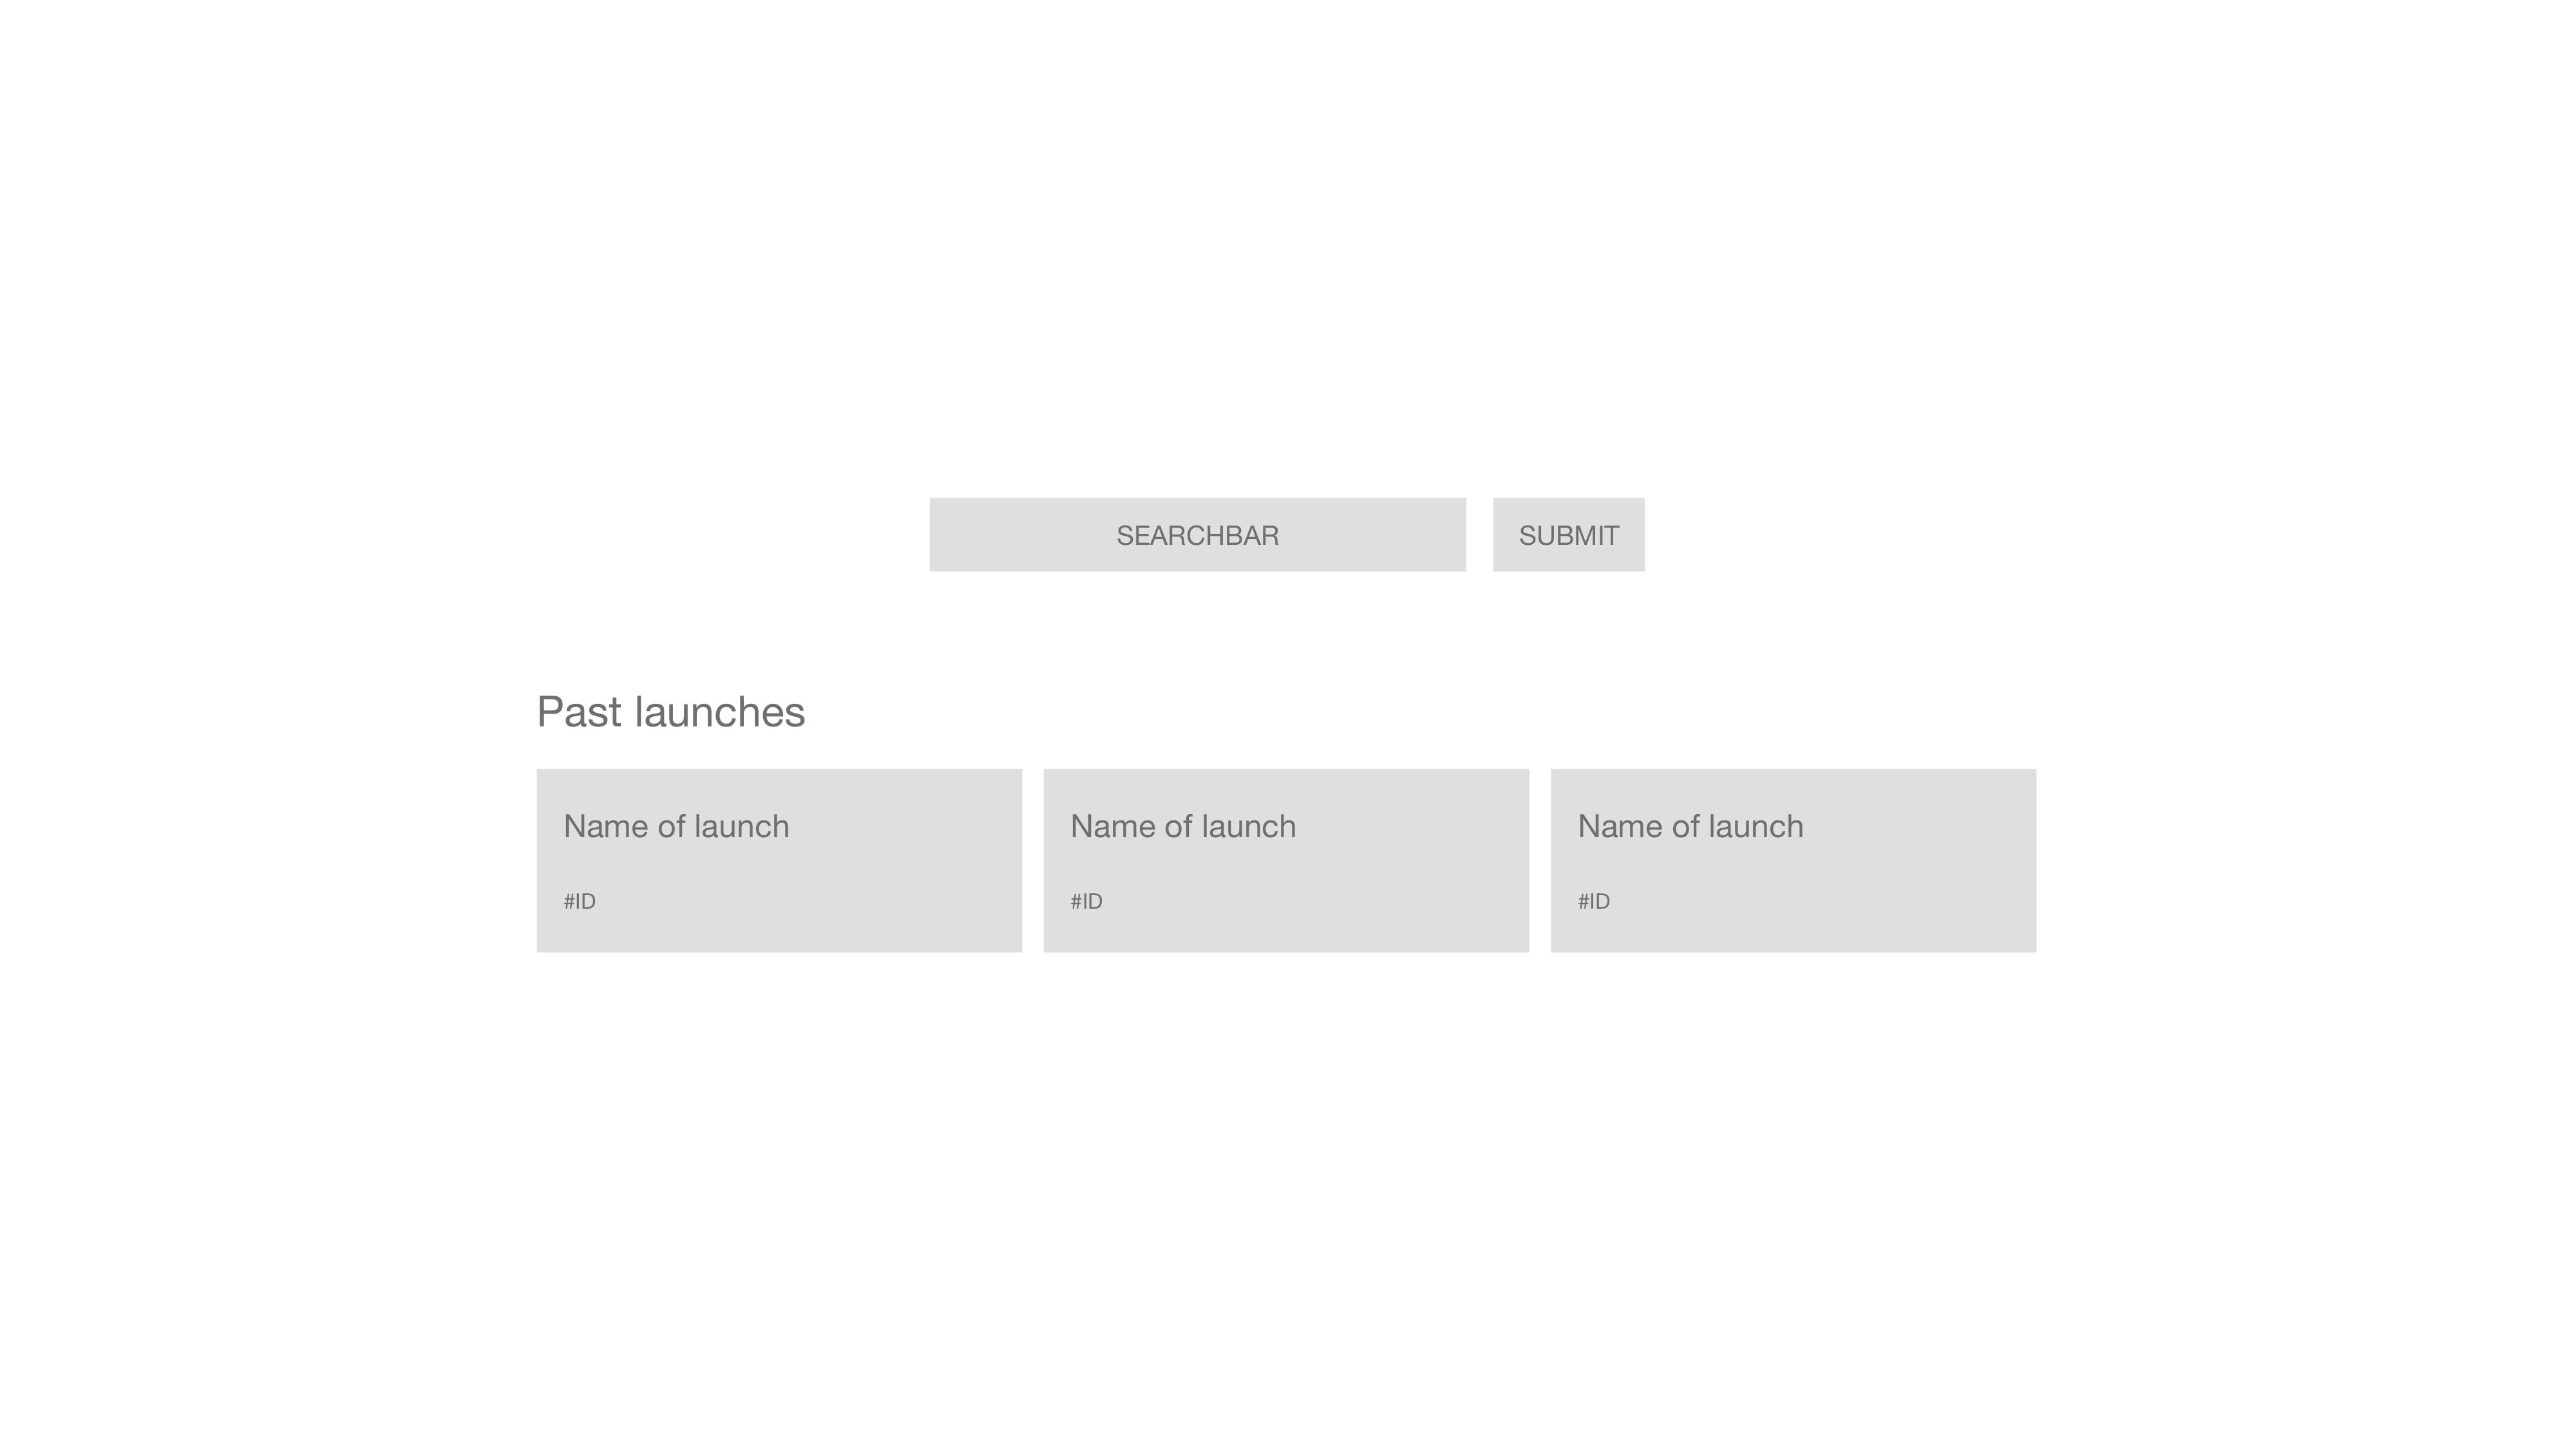 SEARCHBAR
SUBMIT
Past launches
Name of launch
#ID
Name of launch
#ID
Name of launch
#ID